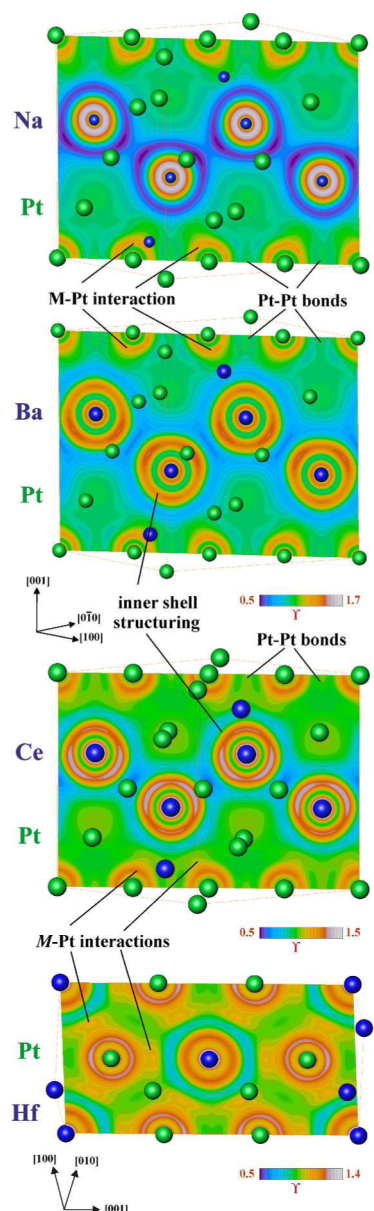 Na
Pt
M-Pt interaction
Pt-Pt bonds
Ba
Pt
[001]
[01̄0]
[100]
inner shell
structuring
0.5
1.7
ϒ
Pt-Pt bonds
Ce
Pt
0.5
1.5
ϒ
M-Pt interactions
Pt
Hf
[100]
[010]
[001]
0.5
1.4
ϒ